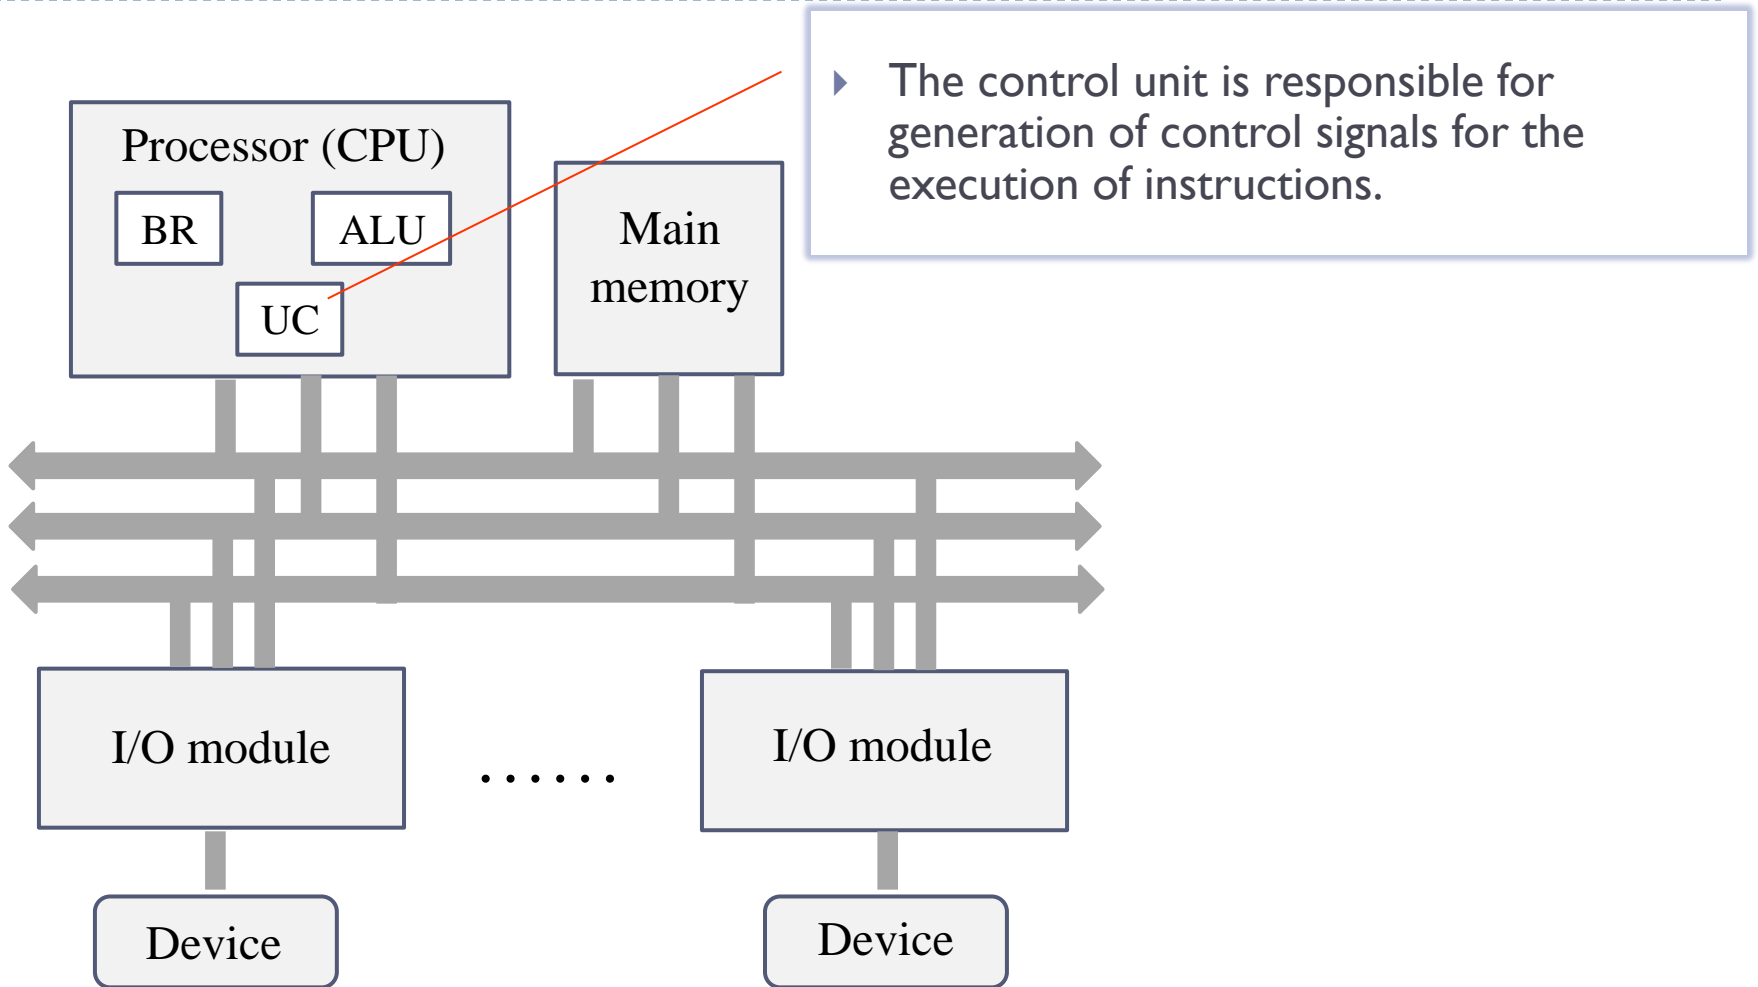 The control unit is responsible for
generation of control signals for the
execution of instructions.
Processor (CPU)
BR
ALU
UC
Main
memory
I/O module
......
I/O module
Device
Device